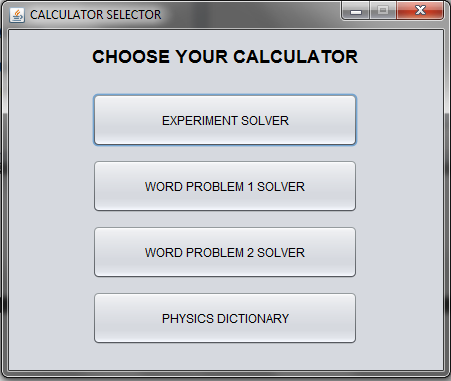 CALCULATOR SELECTOR
CHOOSE YOUR CALCULATOR
EXPERIMENT SOLVER
WORD PROBLEM 1 SOLVER
WORD PROBLEM 2 SOLVER
PHYSICS DICTIONARY